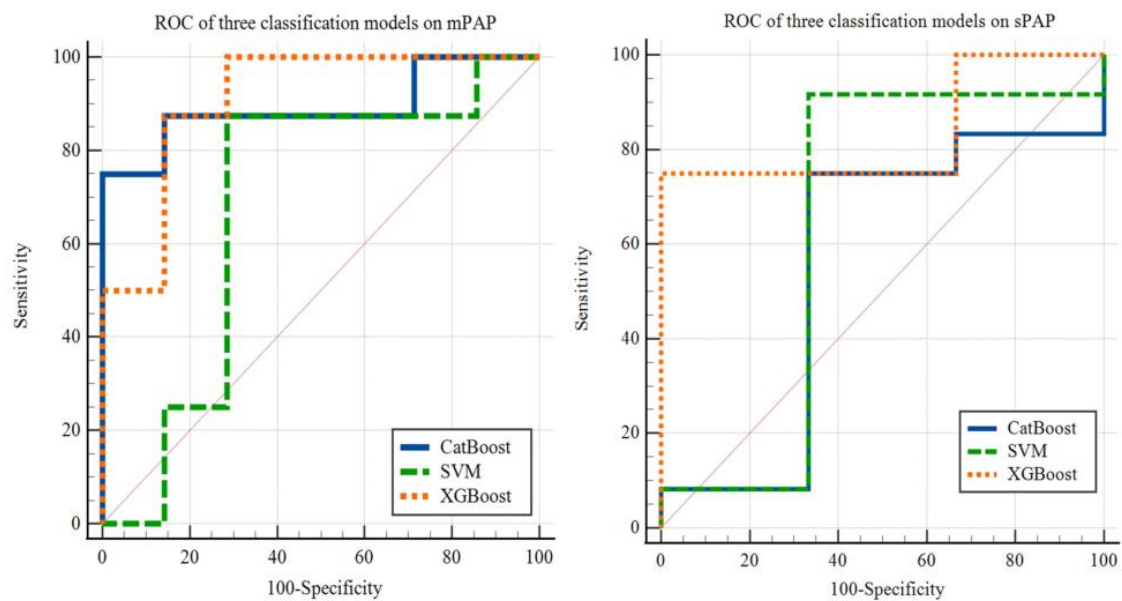 ROC of three classification models on mPAP
100
80
60
40
20
0
Sensitivity
CatBoost
SVM
XGBoost
0 20 40 60 80 100
100-Specificity
ROC of three classification models on sPAP
100
80
60
40
20
0
Sensitivity
CatBoost
SVM
XGBoost
0 20 40 60 80 100
100-Specificity